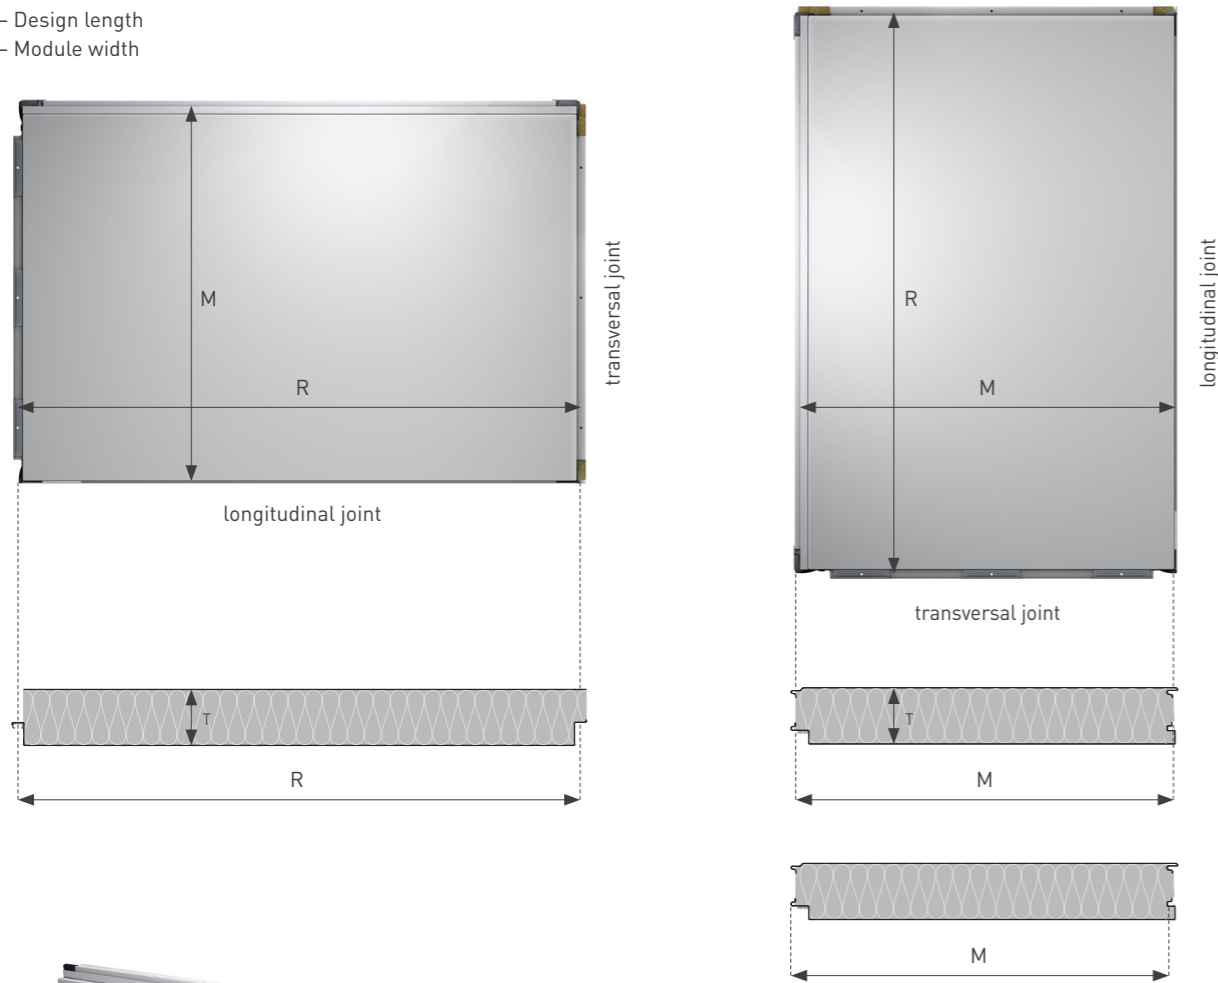 – Design length
– Module width
M
R
transversal joint
longitudinal joint
T
R
R
M
longitudinal joint
transversal joint
T
M
M